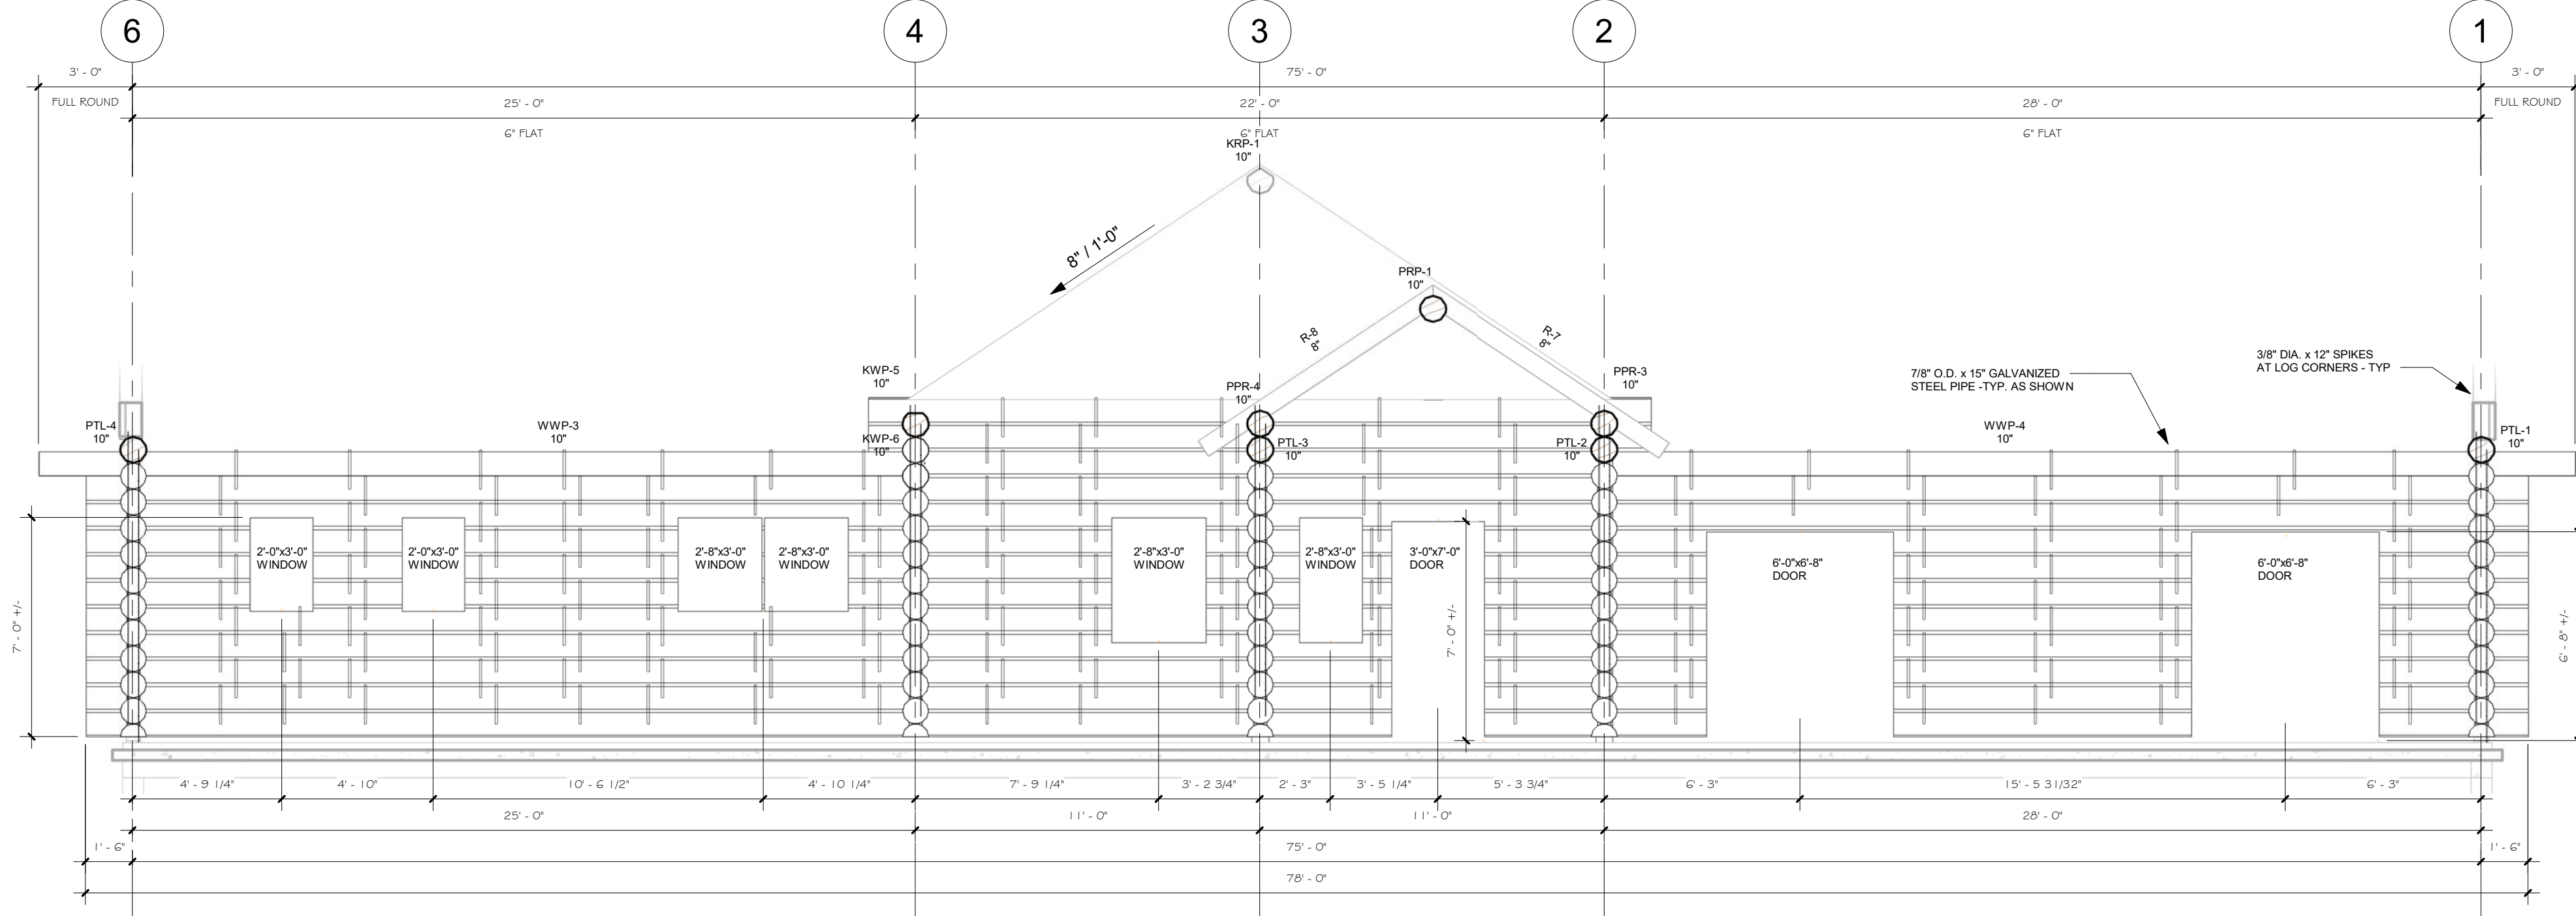 6
4
3
2
1
3' - 0"
75' - 0"
3' - 0"
FULL ROUND
25' - 0"
22' - 0"
28' - 0"
FULL ROUND
6" FLAT
6" FLAT
6" FLAT
KRP-1
10"
8" / 1'-0"
PRP-1
10"
R-8
8"
R-7
8"
KWP-5
10"
PPR-4
10"
PPR-3
10"
7/8" O.D. x 15" GALVANIZED
STEEL PIPE -TYP. AS SHOWN
3/8" DIA. x 12" SPIKES
AT LOG CORNERS - TYP
PTL-4
10"
WWP-3
10"
KWP-6
10"
PTL-3
10"
PTL-2
10"
WWP-4
10"
PTL-1
10"
2'-0"x3'-0"
WINDOW
2'-0"x3'-0"
WINDOW
2'-8"x3'-0"
WINDOW
2'-8"x3'-0"
WINDOW
2'-8"x3'-0"
WINDOW
2'-8"x3'-0"
WINDOW
3'-0"x7'-0"
DOOR
6'-0"x6'-8"
DOOR
6'-0"x6'-8"
DOOR
7' - 0" +/-
7' - 0" +/-
6' - 8" +/-
4' - 9 1/4"
4' - 10"
10' - 6 1/2"
4' - 10 1/4"
7' - 9 1/4"
3' - 2 3/4"
2' - 3"
3' - 5 1/4"
5' - 3 3/4"
6' - 3"
15' - 5 31/32"
6' - 3"
25' - 0"
11' - 0"
11' - 0"
28' - 0"
1' - 6"
75' - 0"
1' - 6"
78' - 0"